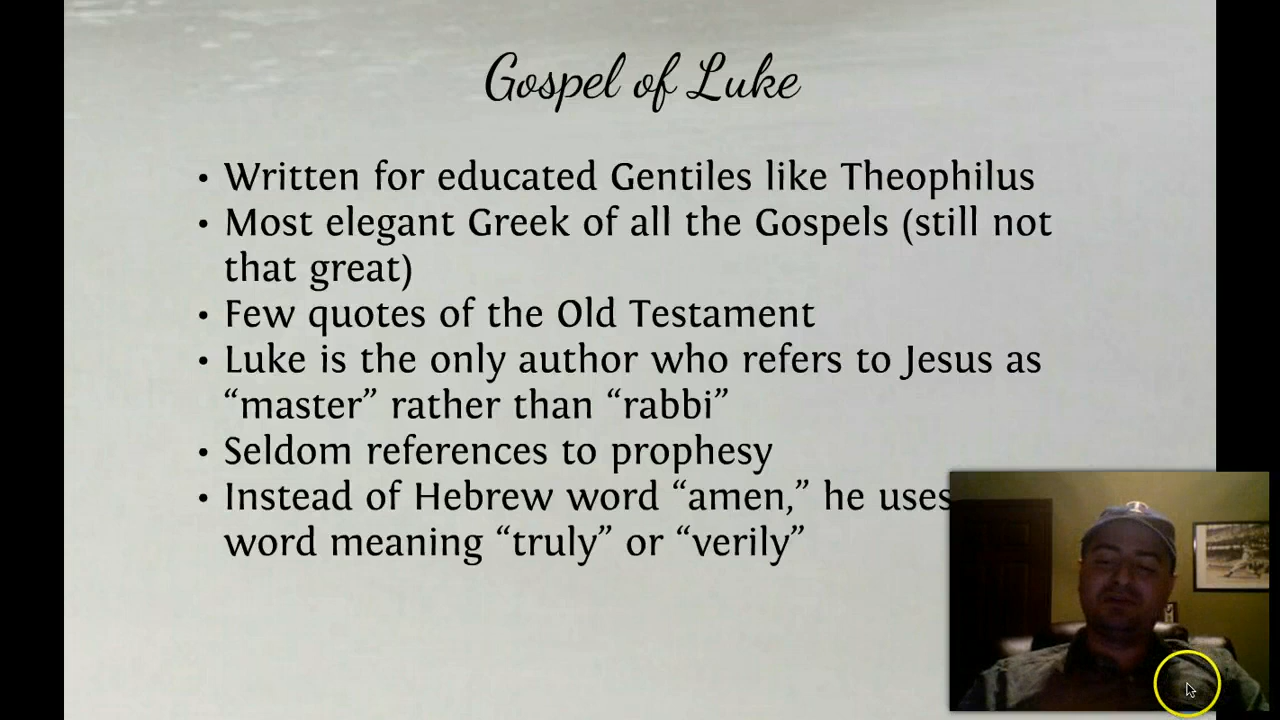 Gospel of Luke
• Written for educated Gentiles like Theophilus
• Most elegant Greek of all the Gospels (still not
that great)
• Few quotes of the Old Testament
• Luke is the only author who refers to Jesus as
“master” rather than “rabbi”
• Seldom references to prophesy
• Instead of Hebrew word “amen,” he uses
word meaning “truly” or “verily”